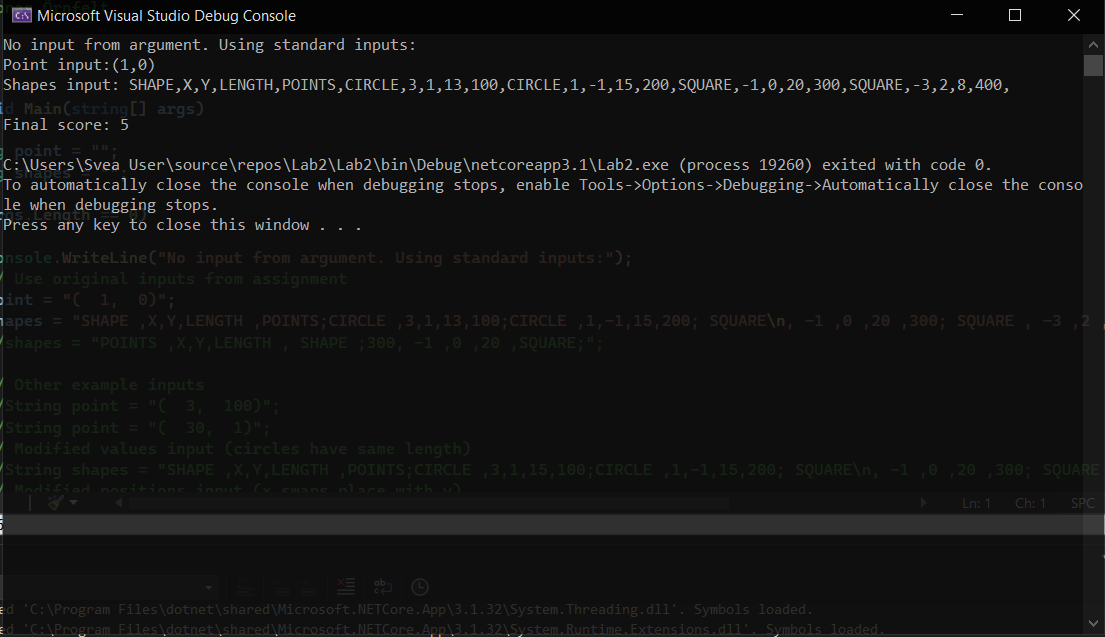 Microsoft Visual Studio Debug Console
No input from argument. Using standard inputs:
Point input:(1,0)
Shapes input: SHAPE,X,Y,LENGTH,POINTS,CIRCLE,3,1,13,100,CIRCLE,1,-1,15,200,SQUARE,-1,0,20,300,SQUARE,-3,2,8,400,
Main(string[] args)
Final score: 5
point = "";
C:\Users\Svea User\source\repos\Lab2\Lab2\bin\Debug\netcoreapp3.1\Lab2.exe (process 19260) exited with code 0.
shapes =
To automatically close the console when debugging stops, enable Tools->Options->Debugging->Automatically close the conso
le when debugging stops.
Press any key to close this window . . .
.WriteLine("No input from argument. Using standard inputs:");
/ Use original inputs from assignment
= "(  1,  0)";
= "SHAPE ,X,Y,LENGTH ,POINTS;CIRCLE ,3,1,13,100;CIRCLE ,1,-1,15,200; SQUARE\n, -1 ,0 ,20 ,300; SQUARE , -3 ,2 ,
/shapes = "POINTS ,X,Y,LENGTH , SHAPE ;300, -1 ,0 ,20 ,SQUARE;";
/ Other example inputs
/String point = "(  3,  100)";
/String point = "(  30,  1)";
/ Modified values input (circles have same length)
/String shapes = "SHAPE ,X,Y,LENGTH ,POINTS;CIRCLE ,3,1,15,100;CIRCLE ,1,-1,15,200; SQUARE\n, -1 ,0 ,20 ,300; SQUARE
/ Modified positions input (x swaps place with y)
Ln: 1 Ch: 1 SPC
ed 'C:\Program Files\dotnet\shared\Microsoft.NETCore.App\3.1.32\System.Threading.dll'. Symbols loaded.
ed 'C:\Program Files\dotnet\shared\Microsoft.NETCore.App\3.1.32\System.Runtime.Extensions.dll'. Symbols loaded.